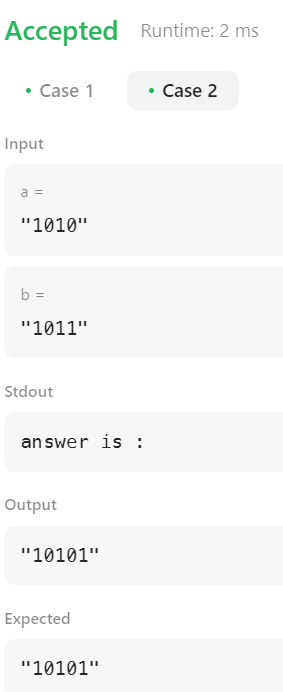 Accepted Runtime: 2 ms
• Case 1 • Case 2
Input
a =
"1010"
b =
"1011"
Stdout
answer is :
Output
"10101"
Expected
"10101"